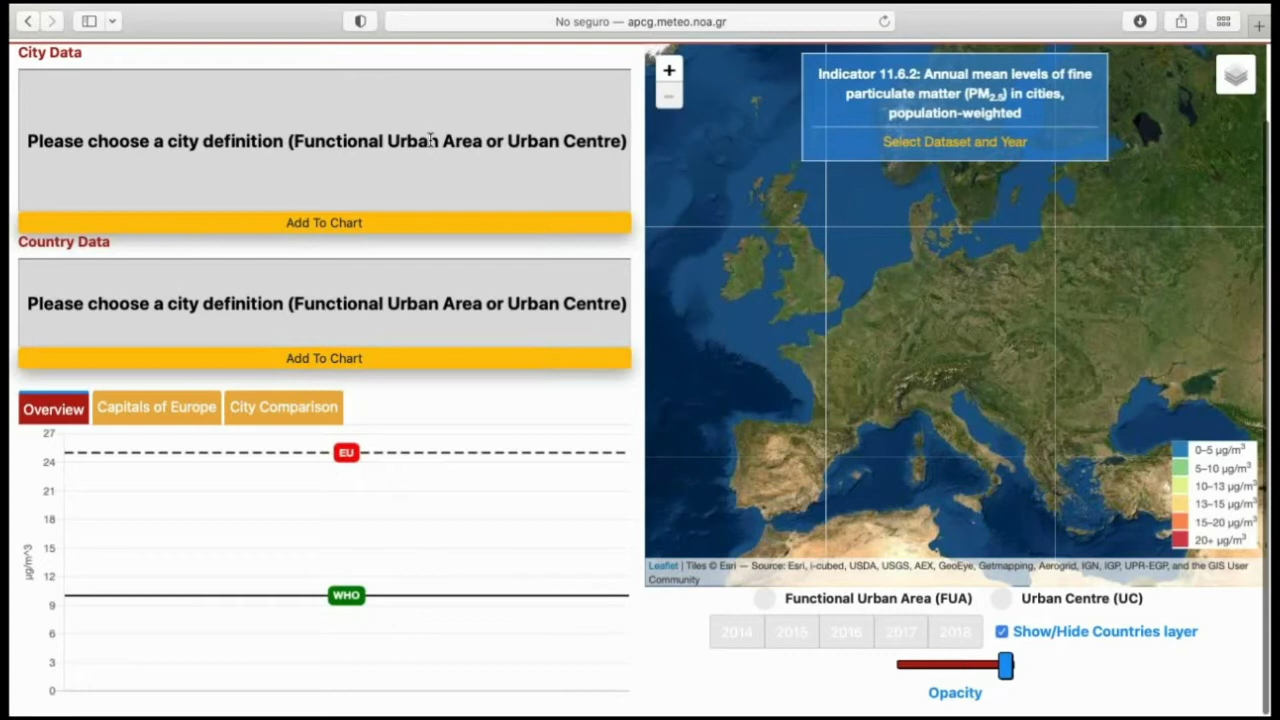 No seguro — apcg.meteo.noa.gr
City Data
Please choose a city definition (Functional Urban Area or Urban Centre)
Add To Chart
Country Data
Please choose a city definition (Functional Urban Area or Urban Centre)
Add To Chart
Overview
Capitals of Europe
City Comparison
27
24
21
18
15
12
9
6
3
0
µg/m^3
EU
WHO
+
−
Indicator 11.6.2: Annual mean levels of fine
particulate matter (PM2.5) in cities,
population-weighted
Select Dataset and Year
0–5 µg/m³
5–10 µg/m³
10–13 µg/m³
13–15 µg/m³
15–20 µg/m³
20+ µg/m³
Leaflet | Tiles © Esri — Source: Esri, i-cubed, USDA, USGS, AEX, GeoEye, Getmapping, Aerogrid, IGN, IGP, UPR-EGP, and the GIS User
Community
Functional Urban Area (FUA)
Urban Centre (UC)
2014 2015 2016 2017 2018
Show/Hide Countries layer
Opacity